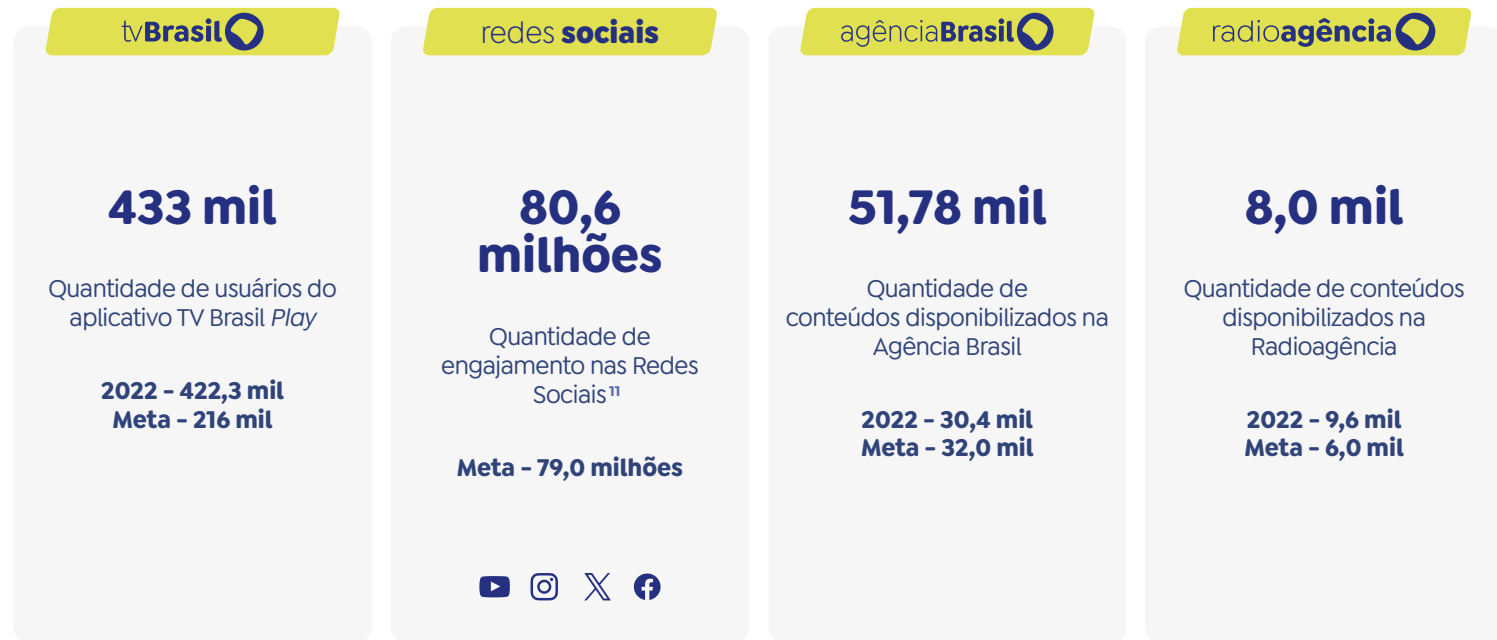 tvBrasil
433 mil
Quantidade de usuários do
aplicativo TV Brasil Play
2022 - 422,3 mil
Meta - 216 mil
redes sociais
80,6
milhões
Quantidade de
engajamento nas Redes
Sociais¹¹
Meta - 79,0 milhões
agênciaBrasil
51,78 mil
Quantidade de
conteúdos disponibilizados na
Agência Brasil
2022 - 30,4 mil
Meta - 32,0 mil
radioagência
8,0 mil
Quantidade de conteúdos
disponibilizados na
Radioagência
2022 - 9,6 mil
Meta - 6,0 mil